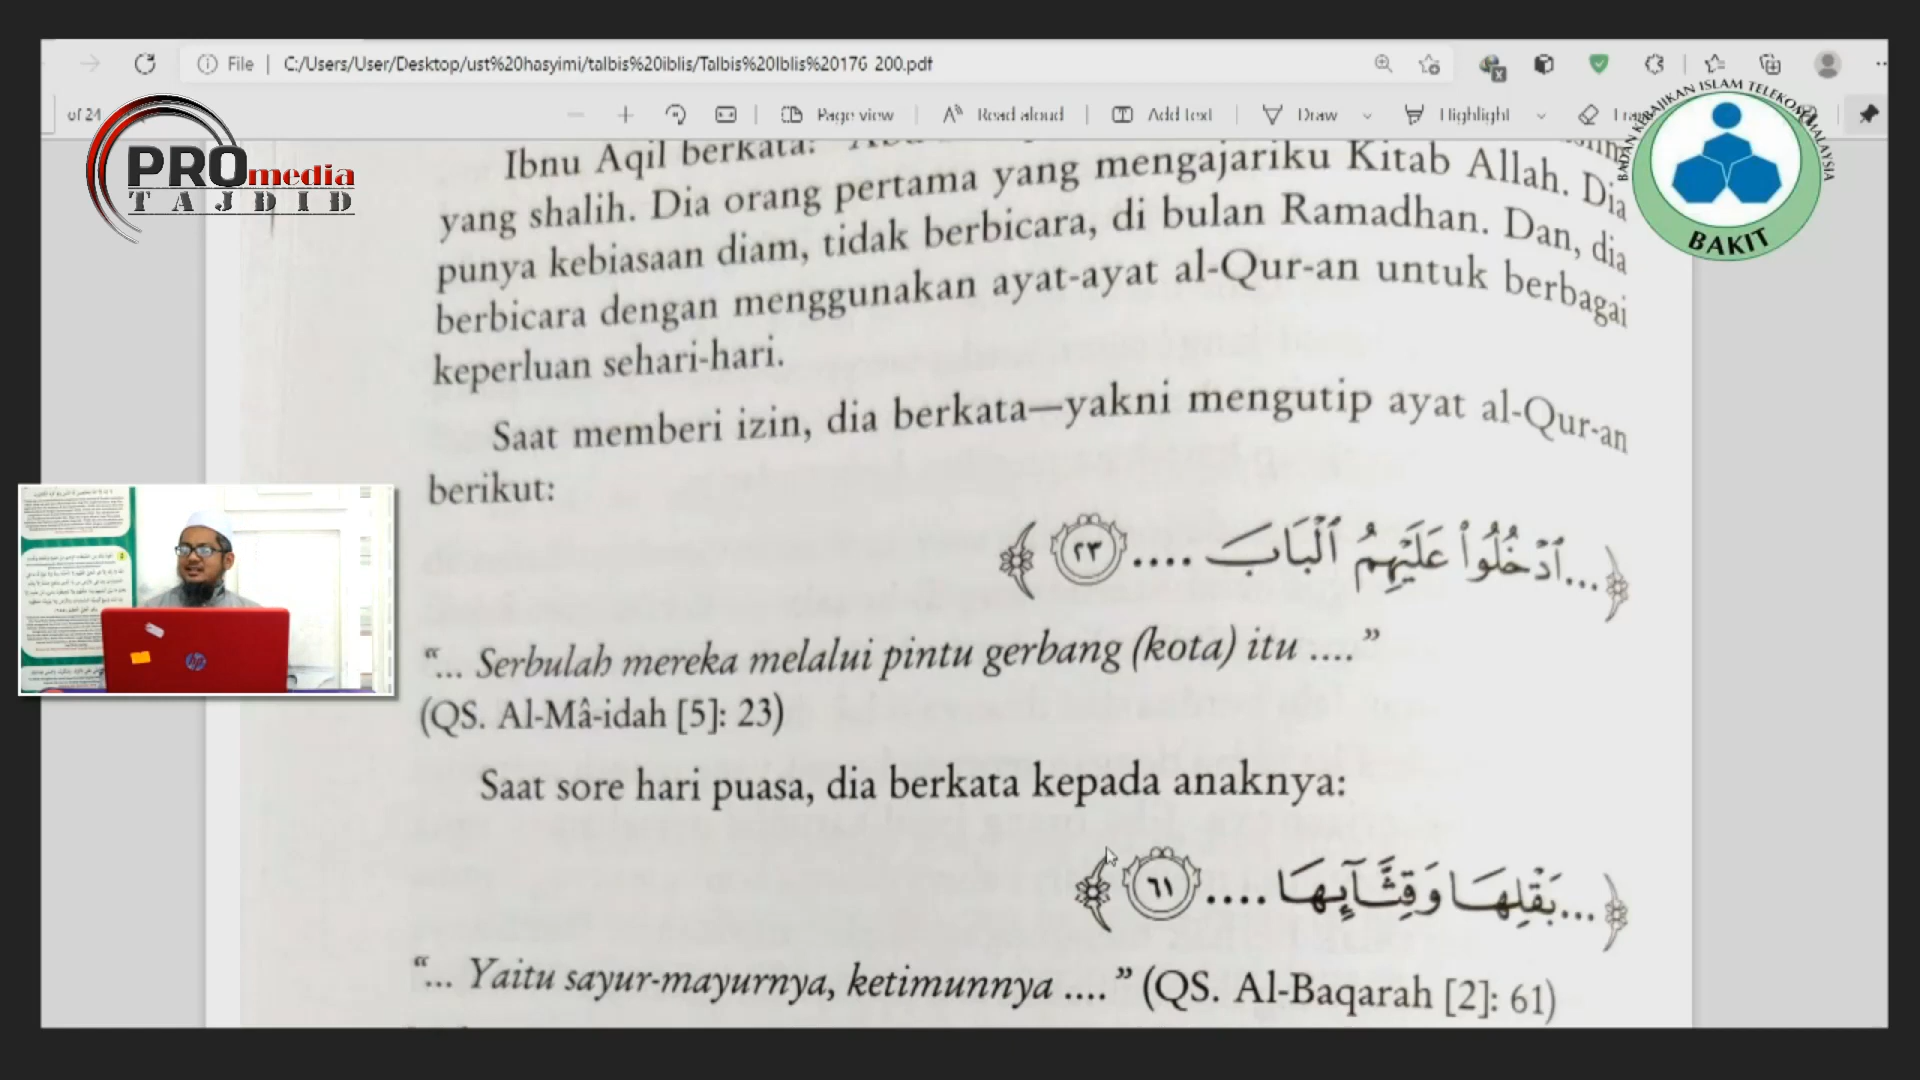 File | C:/Users/User/Desktop/ust%20hasyimi/talbis%20iblis/Talbis%20Iblis%20176 200.pdf
of 24
Page view
Read aloud
Add text
Draw
Highlight
PROmedia
TAJDID
BADAN KEBAJIKAN ISLAM TELEKOM MALAYSIA
BAKIT
Ibnu Aqil berkata:
yang shalih. Dia orang pertama yang mengajariku Kitab Allah. Dia
punya kebiasaan diam, tidak berbicara, di bulan Ramadhan. Dan, dia
berbicara dengan menggunakan ayat-ayat al-Qur-an untuk berbagai
keperluan sehari-hari.
Saat memberi izin, dia berkata—yakni mengutip ayat al-Qur-an
berikut:
...ٱدْخُلُوا۟ عَلَيْهِمُ ٱلْبَابَ .... ٢٣
“... Serbulah mereka melalui pintu gerbang (kota) itu ....”
(QS. Al-Mâ-idah [5]: 23)
Saat sore hari puasa, dia berkata kepada anaknya:
...بَقْلِهَا وَقِثَّآئِهَا .... ٦١
“... Yaitu sayur-mayurnya, ketimunnya ....” (QS. Al-Baqarah [2]: 61)
hp